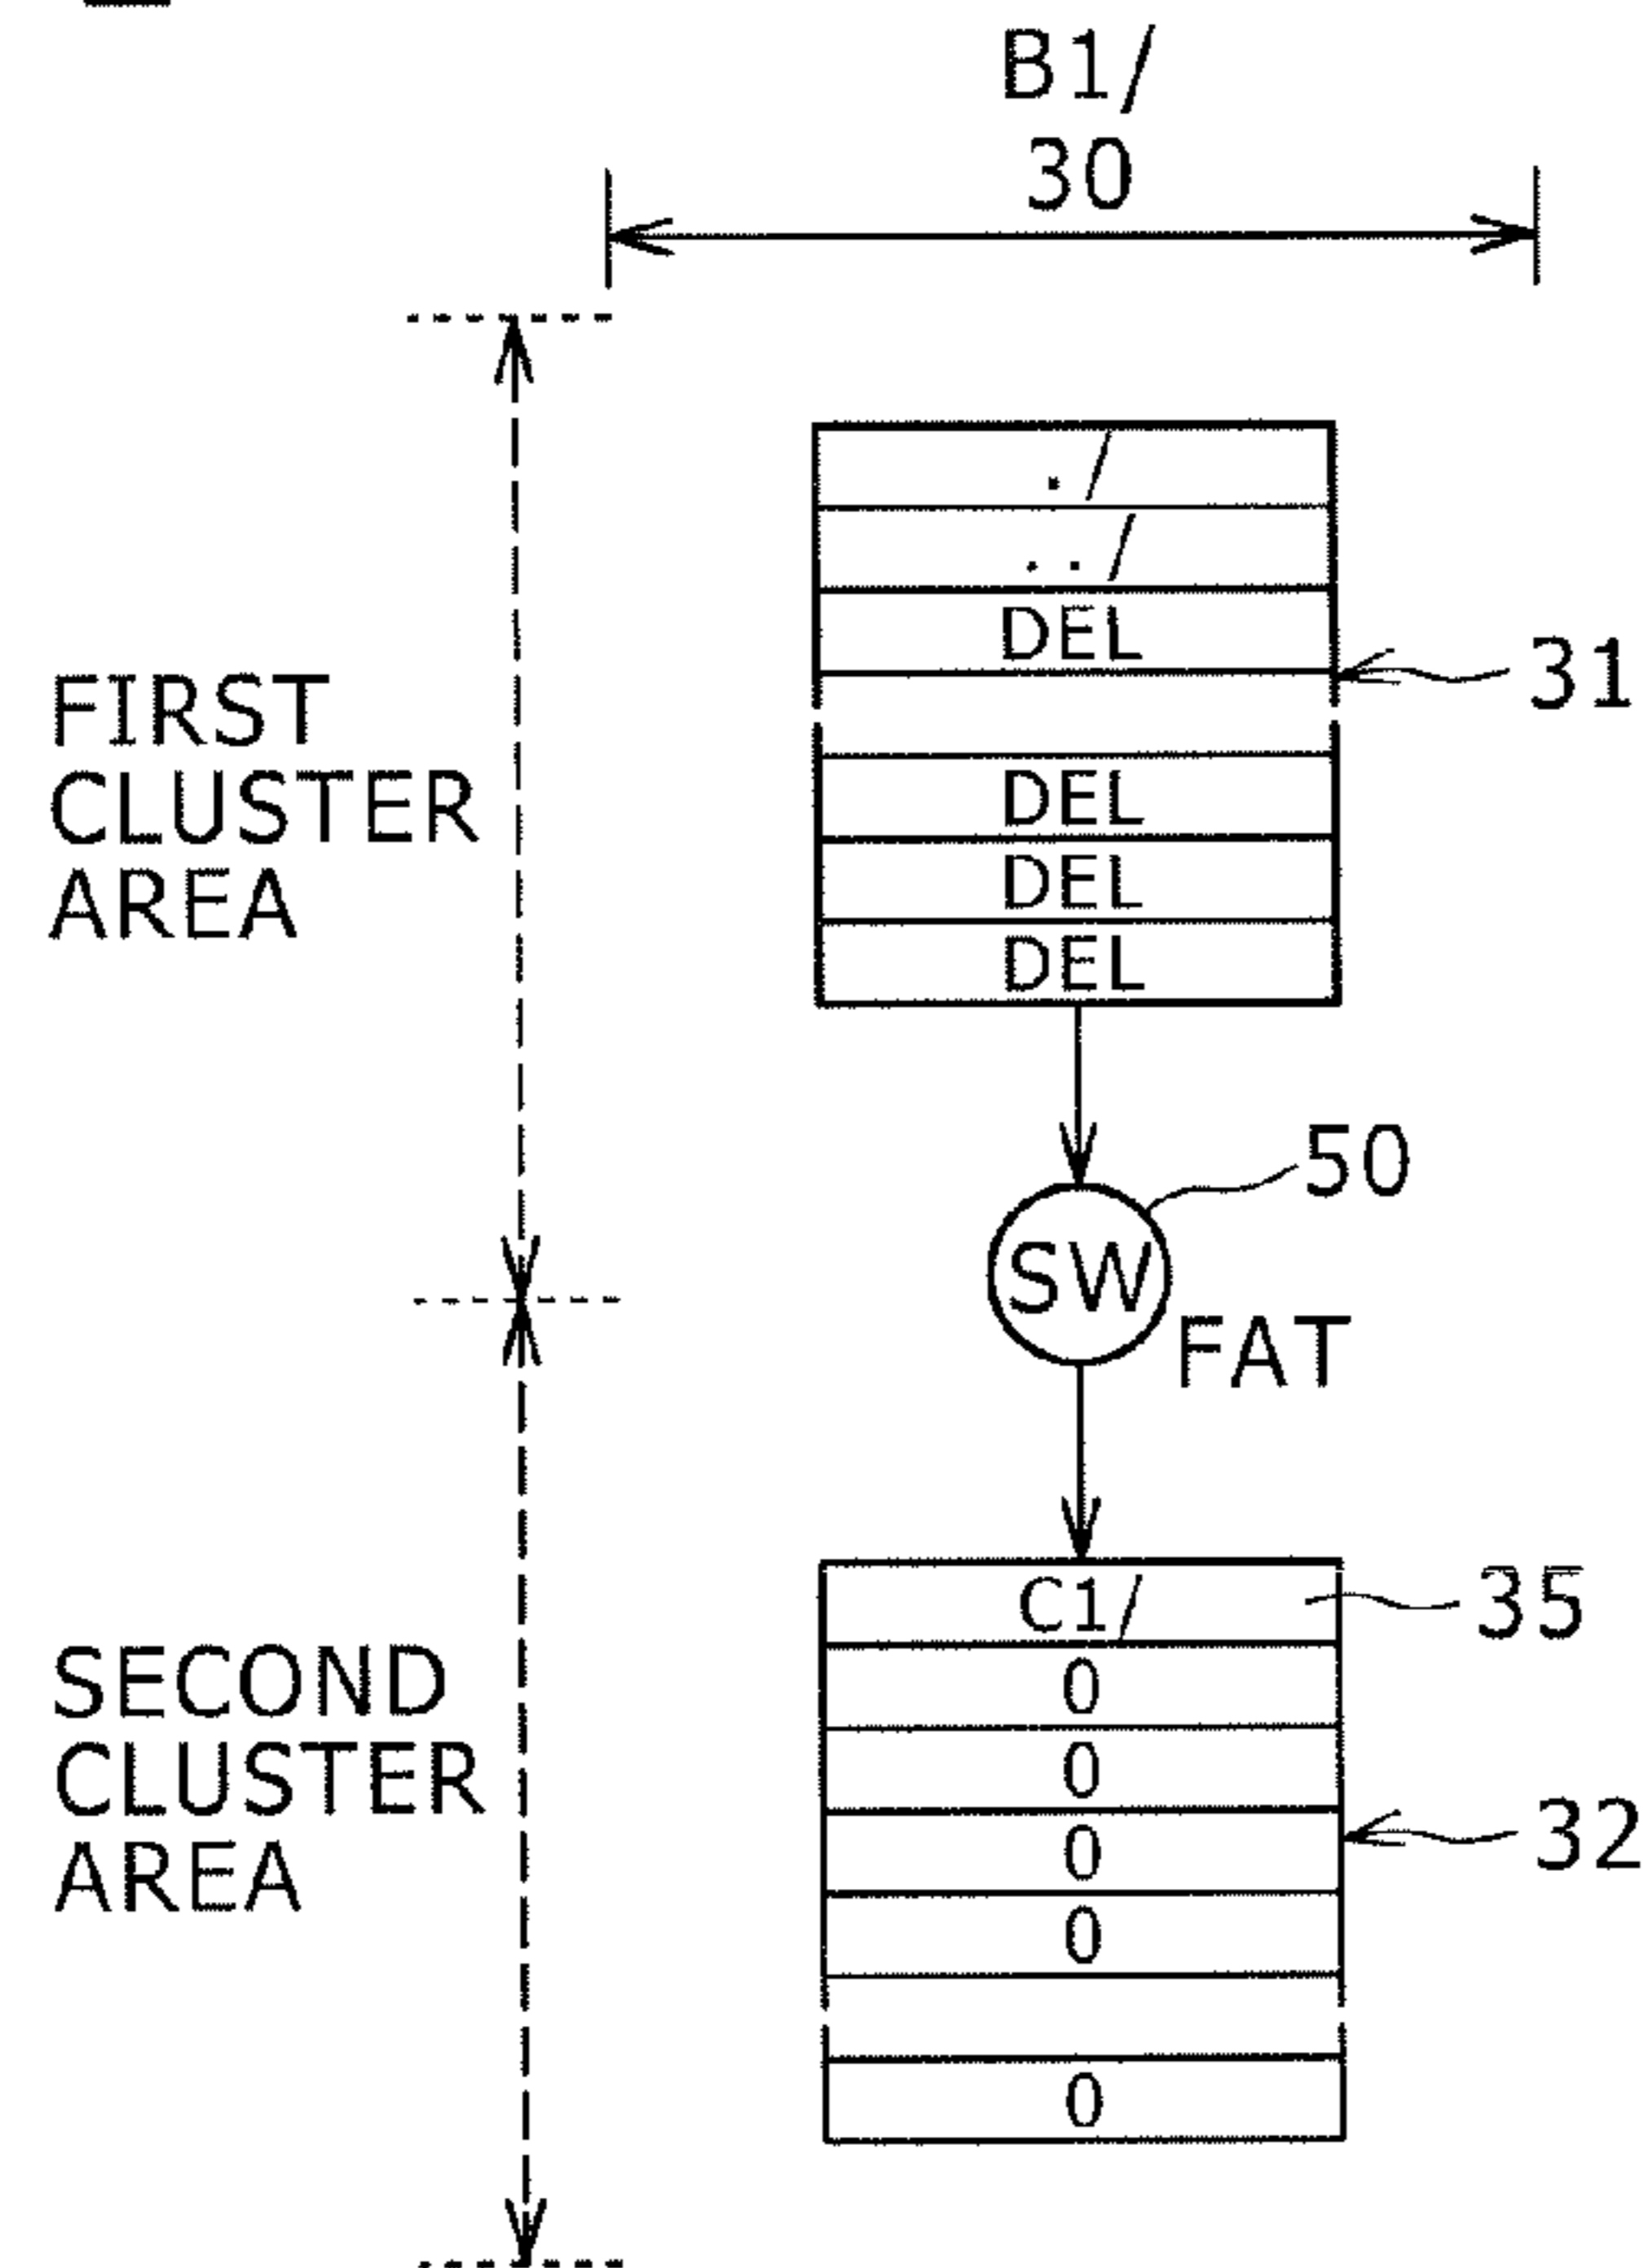 B1/
30
./
../
DEL
31
FIRST
CLUSTER
AREA
DEL
DEL
DEL
50
SW
FAT
C1/
35
0
SECOND
CLUSTER
AREA
0
0
32
0
0